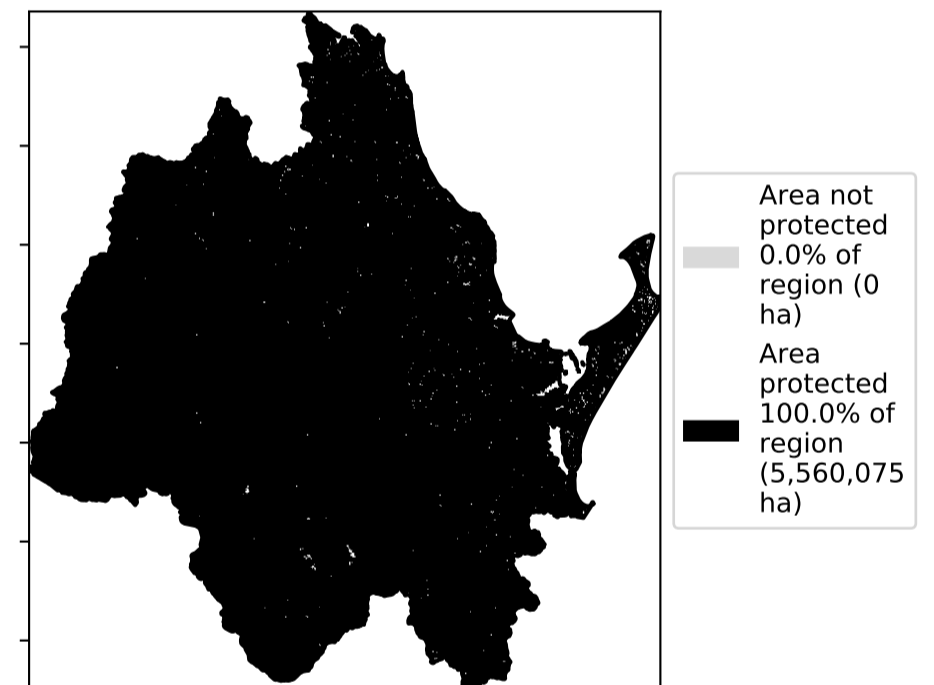 Area not
protected
0.0% of
region (0
ha)
Area
protected
100.0% of
region
(5,560,075
ha)